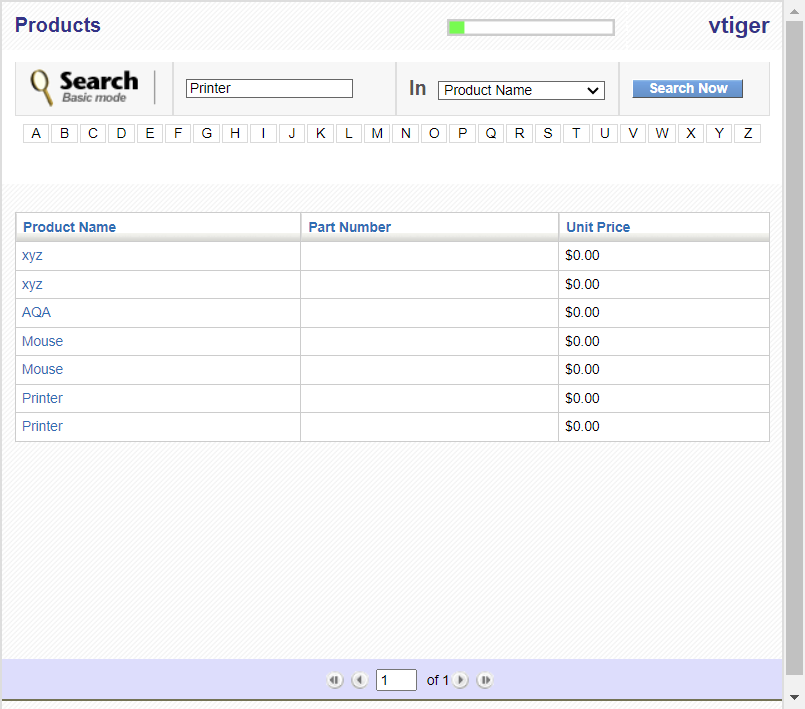 Products
vtiger
Search
Basic mode
Printer
In
Product Name
Search Now
A B C D E F G H I J K L M N O P Q R S T U V W X Y Z
Product Name Part Number Unit Price
xyz $0.00
xyz $0.00
AQA $0.00
Mouse $0.00
Mouse $0.00
Printer $0.00
Printer $0.00
1 of 1